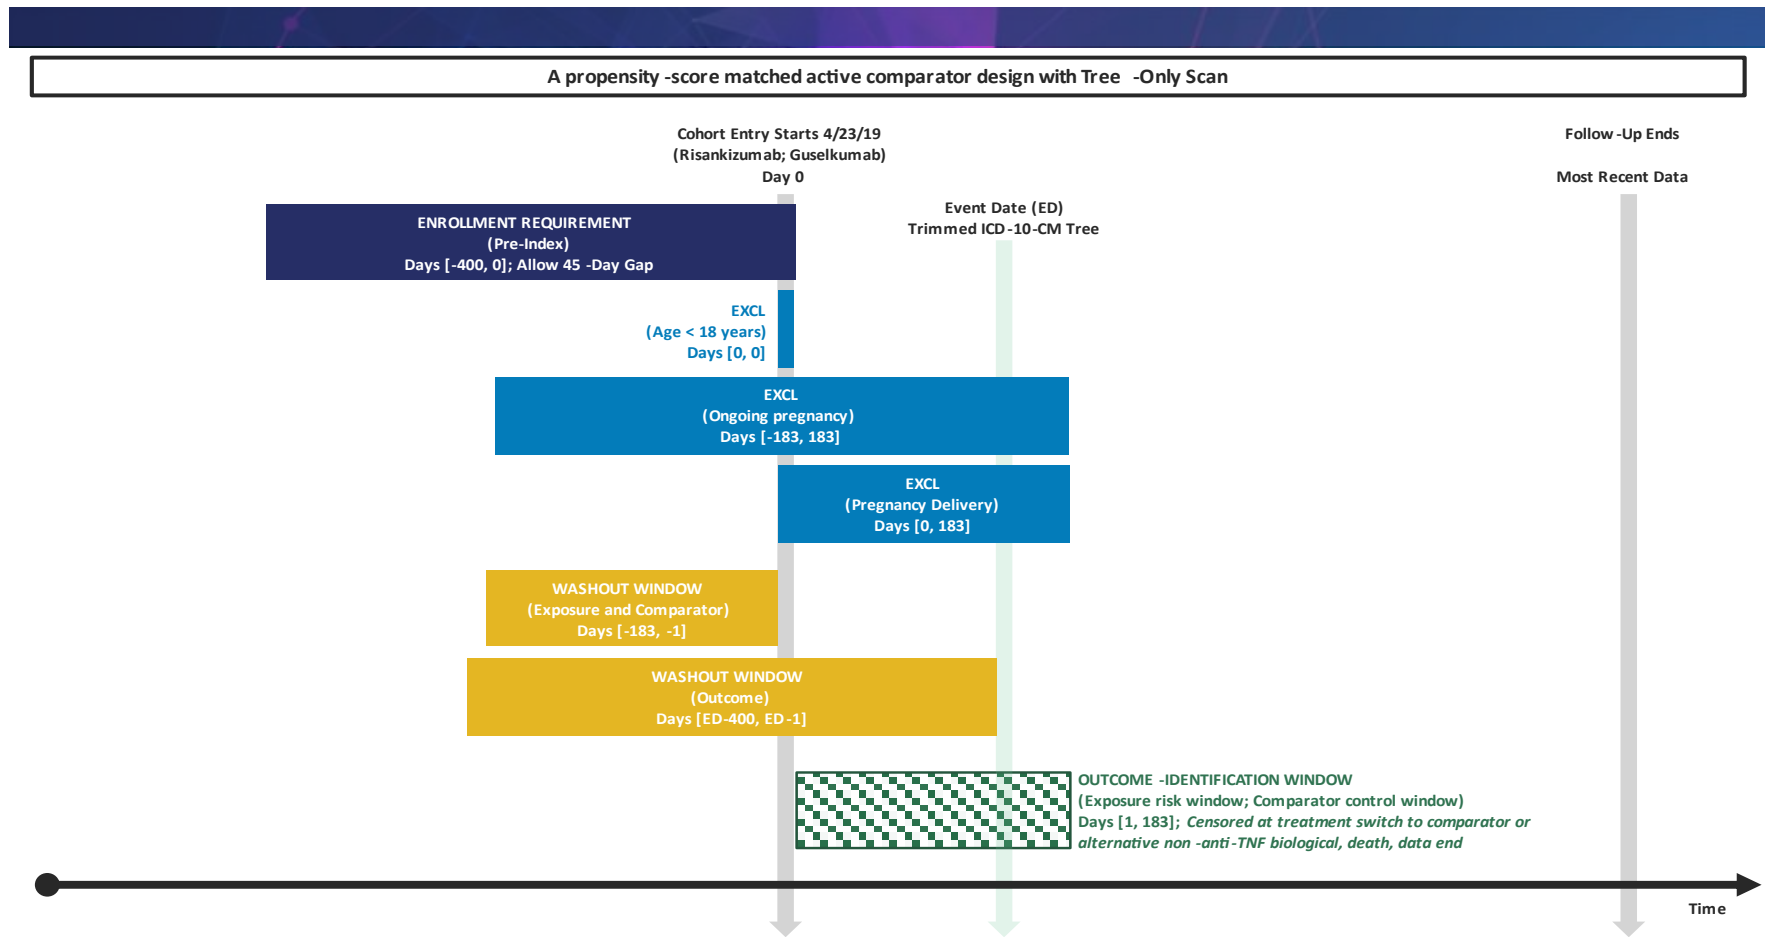 A propensity -score matched active comparator design with Tree -Only Scan
Cohort Entry Starts 4/23/19
(Risankizumab; Guselkumab)
Day 0
Follow -Up Ends
Most Recent Data
Event Date (ED)
Trimmed ICD-10-CM Tree
ENROLLMENT REQUIREMENT
(Pre-Index)
Days [-400, 0]; Allow 45 -Day Gap
EXCL
(Age < 18 years)
Days [0, 0]
EXCL
(Ongoing pregnancy)
Days [-183, 183]
EXCL
(Pregnancy Delivery)
Days [0, 183]
WASHOUT WINDOW
(Exposure and Comparator)
Days [-183, -1]
WASHOUT WINDOW
(Outcome)
Days [ED-400, ED-1]
OUTCOME -IDENTIFICATION WINDOW
(Exposure risk window; Comparator control window)
Days [1, 183]; Censored at treatment switch to comparator or
alternative non -anti-TNF biological, death, data end
Time